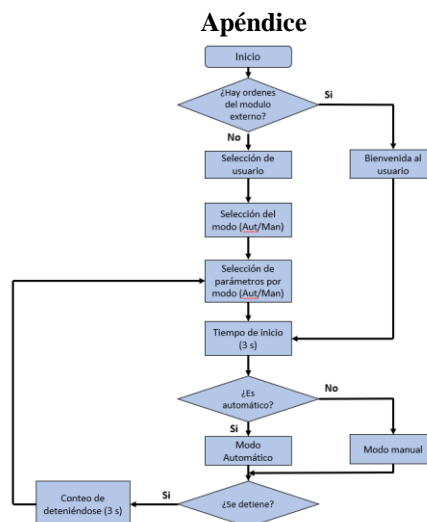 Apéndice
Inicio
¿Hay ordenes
del modulo
externo?
Si
No
Selección de
usuario
Bienvenida al
usuario
Selección del
modo (Aut/Man)
Selección de
parámetros por
modo (Aut/Man)
Tiempo de inicio
(3 s)
¿Es
automático?
No
Si
Modo
Automático
Modo manual
Conteo de
deteniéndose (3 s)
Si
¿Se detiene?